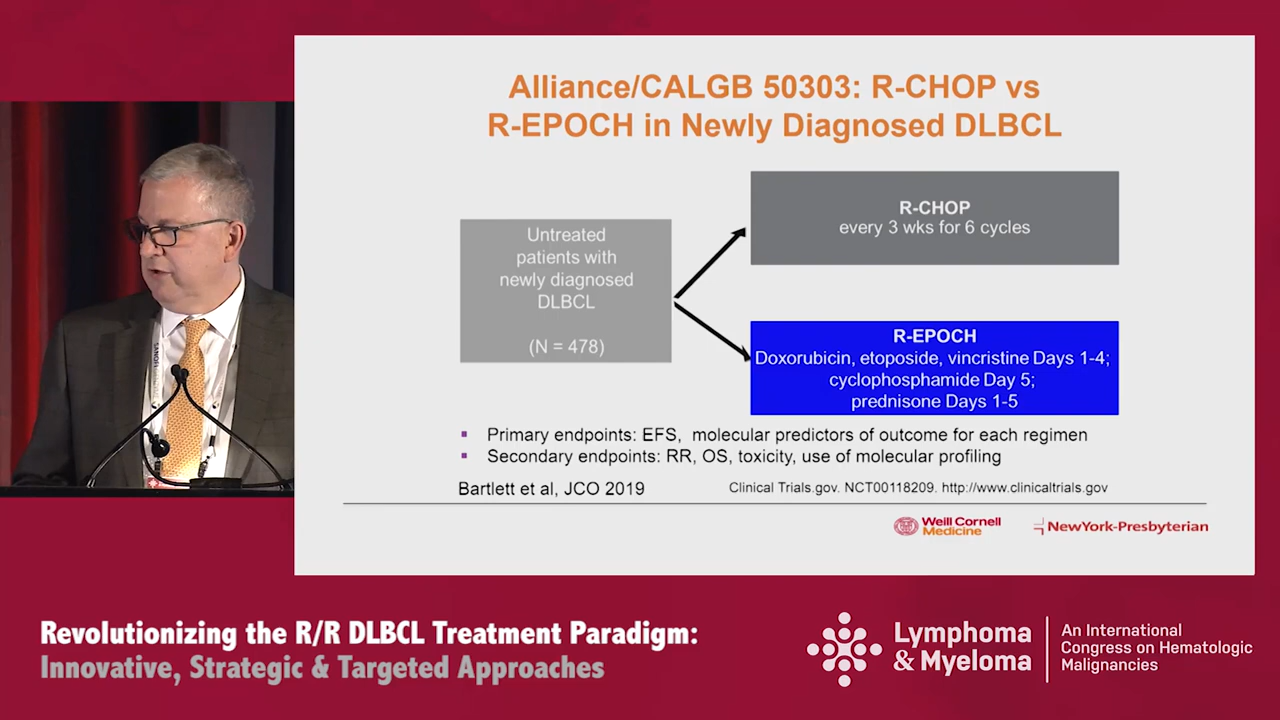 Alliance/CALGB 50303: R-CHOP vs
R-EPOCH in Newly Diagnosed DLBCL
Untreated
patients with
newly diagnosed
DLBCL
(N = 478)
R-CHOP
every 3 wks for 6 cycles
R-EPOCH
Doxorubicin, etoposide, vincristine Days 1-4;
cyclophosphamide Day 5;
prednisone Days 1-5
▪ Primary endpoints: EFS, molecular predictors of outcome for each regimen
▪ Secondary endpoints: RR, OS, toxicity, use of molecular profiling
Bartlett et al, JCO 2019
Clinical Trials.gov. NCT00118209. http://www.clinicaltrials.gov
Weill Cornell
Medicine
NewYork-Presbyterian
SANOFI
Revolutionizing the R/R DLBCL Treatment Paradigm:
Innovative, Strategic & Targeted Approaches
Lymphoma
& Myeloma
An International
Congress on Hematologic
Malignancies